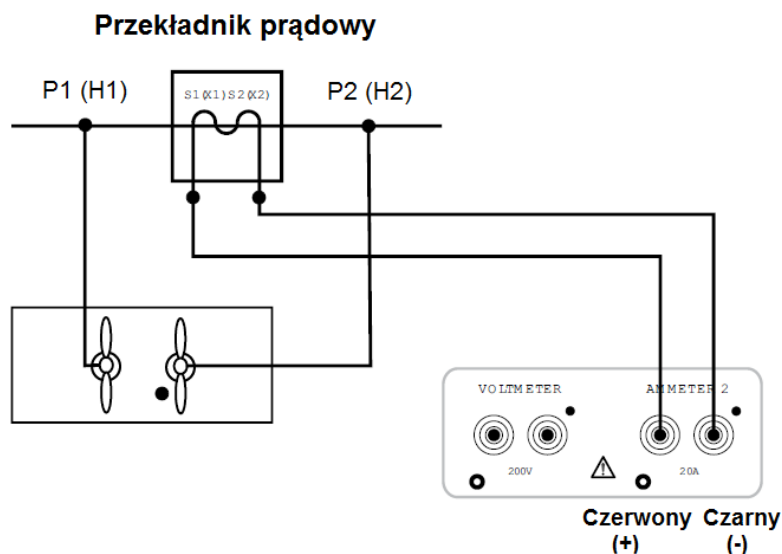 Przekładnik prądowy
P1 (H1)
S1(X1)S2(X2)
P2 (H2)
VOLTMETER
AMMETER 2
200V
20A
Czerwony Czarny
(+) (-)